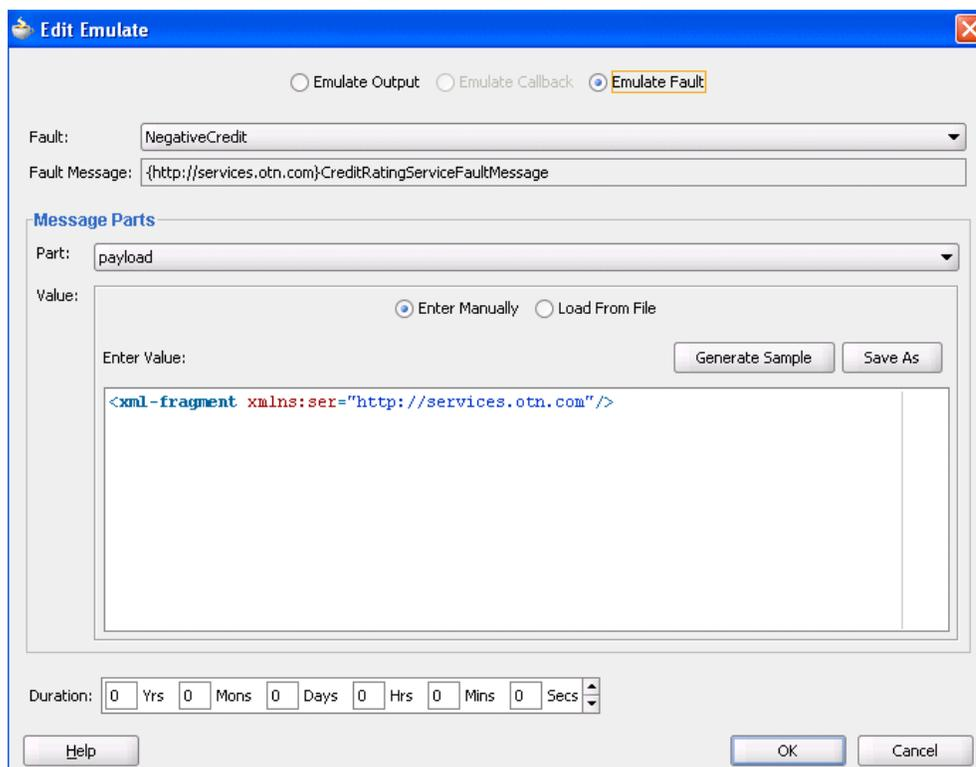 Edit Emulate
Emulate Output Emulate Callback Emulate Fault
Fault: NegativeCredit
Fault Message: {http://services.otn.com}CreditRatingServiceFaultMessage
Message Parts
Part: payload
Value: Enter Manually Load From File
Enter Value: Generate Sample Save As
<xml-fragment xmlns:ser="http://services.otn.com"/>
Duration: 0 Yrs 0 Mons 0 Days 0 Hrs 0 Mins 0 Secs
Help OK Cancel